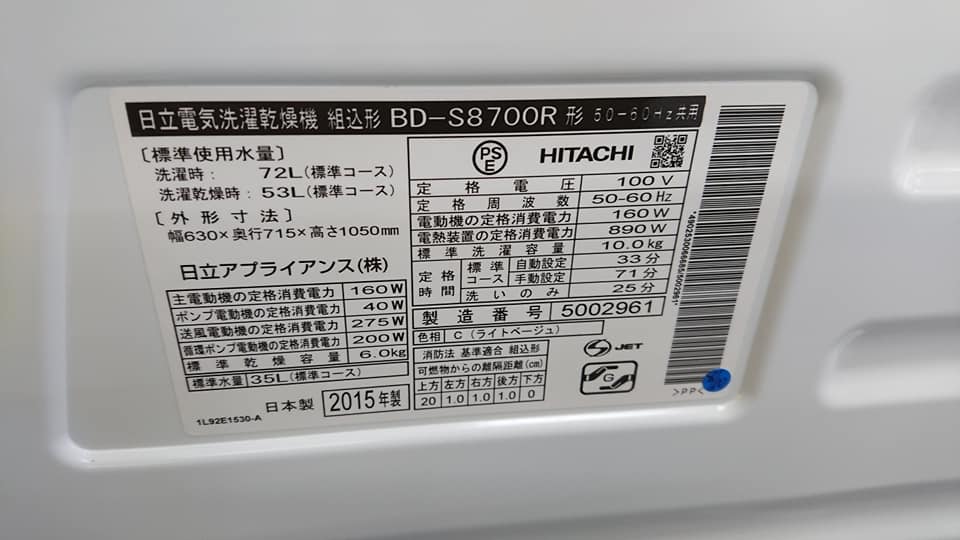 日立電気洗濯乾燥機 組込形 BD-S8700R 形 50-60Hz共用
〔標準使用水量〕
洗濯時： 72L(標準コース)
洗濯乾燥時： 53L(標準コース)
〔外形寸法〕
幅630×奥行715×高さ1050mm
日立アプライアンス(株)
主電動機の定格消費電力 160W
ポンプ電動機の定格消費電力 40W
送風電動機の定格消費電力 275W
循環ポンプ電動機の定格消費電力 200W
標準乾燥容量 6.0kg
標準水量 35L(標準コース)
日本製 2015年製
1L92E1530-A
PSE HITACHI
定格電圧 100V
定格周波数 50-60Hz
電動機の定格消費電力 160W
電熱装置の定格消費電力 890W
標準洗濯容量 10.0kg
定格時間 標準コース 自動設定 33分
手動設定 71分
洗いのみ 25分
製造番号 5002961
色相 C (ライトベージュ)
消防法 基準適合 組込形
可燃物からの離隔距離(cm)
上方 左方 右方 後方 下方
20 1.0 1.0 1.0 0
S JET
G
>PP<